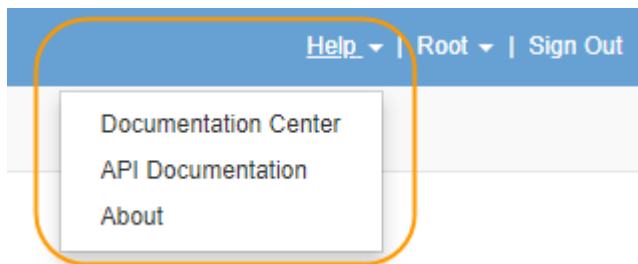 Help | Root | Sign Out
Documentation Center
API Documentation
About